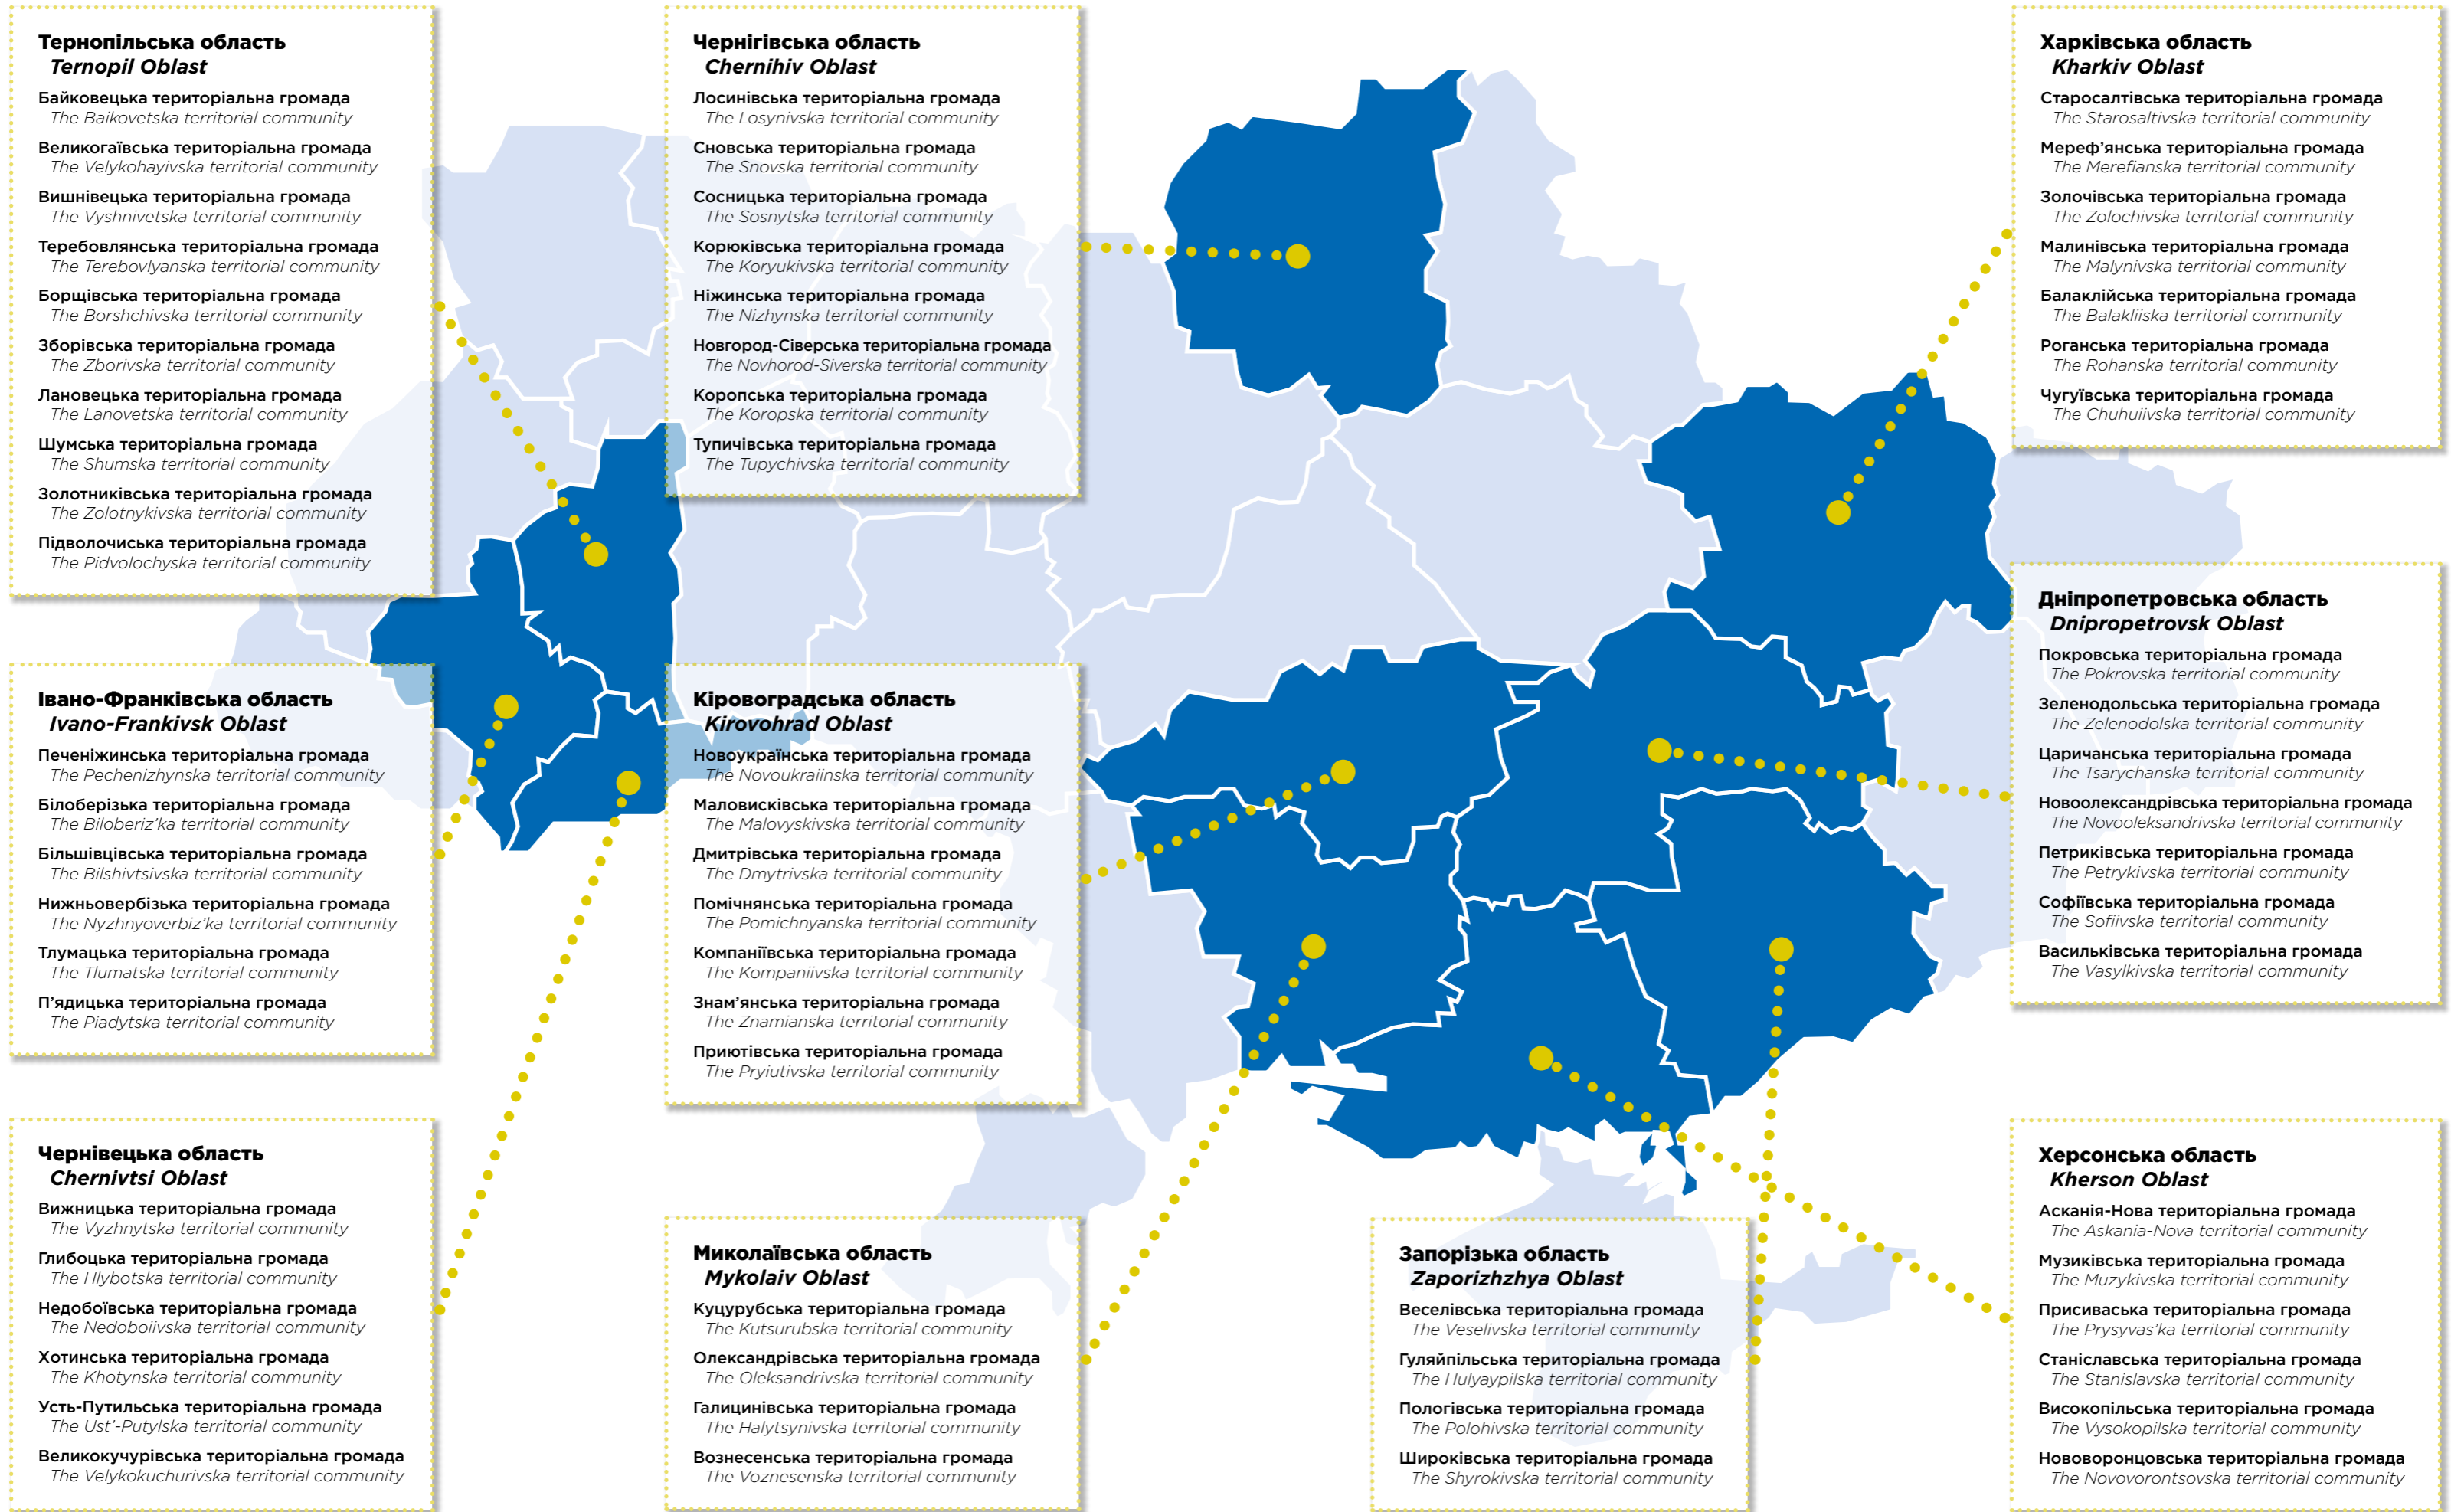 Тернопільська область
Ternopil Oblast
Байковецька територіальна громада
The Baikovetska territorial community
Великогаївська територіальна громада
The Velykohayivska territorial community
Вишнівецька територіальна громада
The Vyshnivetska territorial community
Теребовлянська територіальна громада
The Terebovlyanska territorial community
Борщівська територіальна громада
The Borshchivska territorial community
Зборівська територіальна громада
The Zborivska territorial community
Лановецька територіальна громада
The Lanovetska territorial community
Шумська територіальна громада
The Shumska territorial community
Золотниківська територіальна громада
The Zolotnykivska territorial community
Підволочиська територіальна громада
The Pidvolochyska territorial community
Івано-Франківська область
Ivano-Frankivsk Oblast
Печеніжинська територіальна громада
The Pechenizhynska territorial community
Білоберізька територіальна громада
The Biloberiz'ka territorial community
Більшівцівська територіальна громада
The Bilshivtsivska territorial community
Нижньовербізька територіальна громада
The Nyzhnyoverbiz'ka territorial community
Тлумацька територіальна громада
The Tlumatska territorial community
П'ядицька територіальна громада
The Piadytska territorial community
Чернівецька область
Chernivtsi Oblast
Вижницька територіальна громада
The Vyzhnytska territorial community
Глибоцька територіальна громада
The Hlybotska territorial community
Недобоївська територіальна громада
The Nedoboiivska territorial community
Хотинська територіальна громада
The Khotynska territorial community
Усть-Путильська територіальна громада
The Ust'-Putylska territorial community
Великокучурівська територіальна громада
The Velykokuchurivska territorial community
Чернігівська область
Chernihiv Oblast
Лосинівська територіальна громада
The Losynivska territorial community
Сновська територіальна громада
The Snovska territorial community
Сосницька територіальна громада
The Sosnytska territorial community
Корюківська територіальна громада
The Koryukivska territorial community
Ніжинська територіальна громада
The Nizhynska territorial community
Новгород-Сіверська територіальна громада
The Novhorod-Siverska territorial community
Коропська територіальна громада
The Koropska territorial community
Тупичівська територіальна громада
The Tupychivska territorial community
Кіровоградська область
Kirovohrad Oblast
Новоукраїнська територіальна громада
The Novoukraiinska territorial community
Маловисківська територіальна громада
The Malovyskivska territorial community
Дмитрівська територіальна громада
The Dmytrivska territorial community
Помічнянська територіальна громада
The Pomichnyanska territorial community
Компаніївська територіальна громада
The Kompaniivska territorial community
Знам'янська територіальна громада
The Znamianska territorial community
Приютівська територіальна громада
The Pryiutivska territorial community
Миколаївська область
Mykolaiv Oblast
Куцурубська територіальна громада
The Kutsurubska territorial community
Олександрівська територіальна громада
The Oleksandrivska territorial community
Галицинівська територіальна громада
The Halytsynivska territorial community
Вознесенська територіальна громада
The Voznesenska territorial community
Запорізька область
Zaporizhzhya Oblast
Веселівська територіальна громада
The Veselivska territorial community
Гуляйпільська територіальна громада
The Hulyaypilska territorial community
Пологівська територіальна громада
The Polohivska territorial community
Широківська територіальна громада
The Shyrokivska territorial community
Харківська область
Kharkiv Oblast
Старосалтівська територіальна громада
The Starosaltivska territorial community
Мереф'янська територіальна громада
The Merefianska territorial community
Золочівська територіальна громада
The Zolochivska territorial community
Малинівська територіальна громада
The Malynivska territorial community
Балаклійська територіальна громада
The Balakliiska territorial community
Роганська територіальна громада
The Rohanska territorial community
Чугуївська територіальна громада
The Chuhuiivska territorial community
Дніпропетровська область
Dnipropetrovsk Oblast
Покровська територіальна громада
The Pokrovska territorial community
Зеленодольська територіальна громада
The Zelenodolska territorial community
Царичанська територіальна громада
The Tsarychanska territorial community
Новоолександрівська територіальна громада
The Novooleksandrivska territorial community
Петриківська територіальна громада
The Petrykivska territorial community
Софіївська територіальна громада
The Sofiivska territorial community
Васильківська територіальна громада
The Vasylkivska territorial community
Херсонська область
Kherson Oblast
Асканія-Нова територіальна громада
The Askania-Nova territorial community
Музиківська територіальна громада
The Muzykivska territorial community
Присиваська територіальна громада
The Prysyvas'ka territorial community
Станіславська територіальна громада
The Stanislavska territorial community
Високопільська територіальна громада
The Vysokopilska territorial community
Нововоронцовська територіальна громада
The Novovorontsovska territorial community